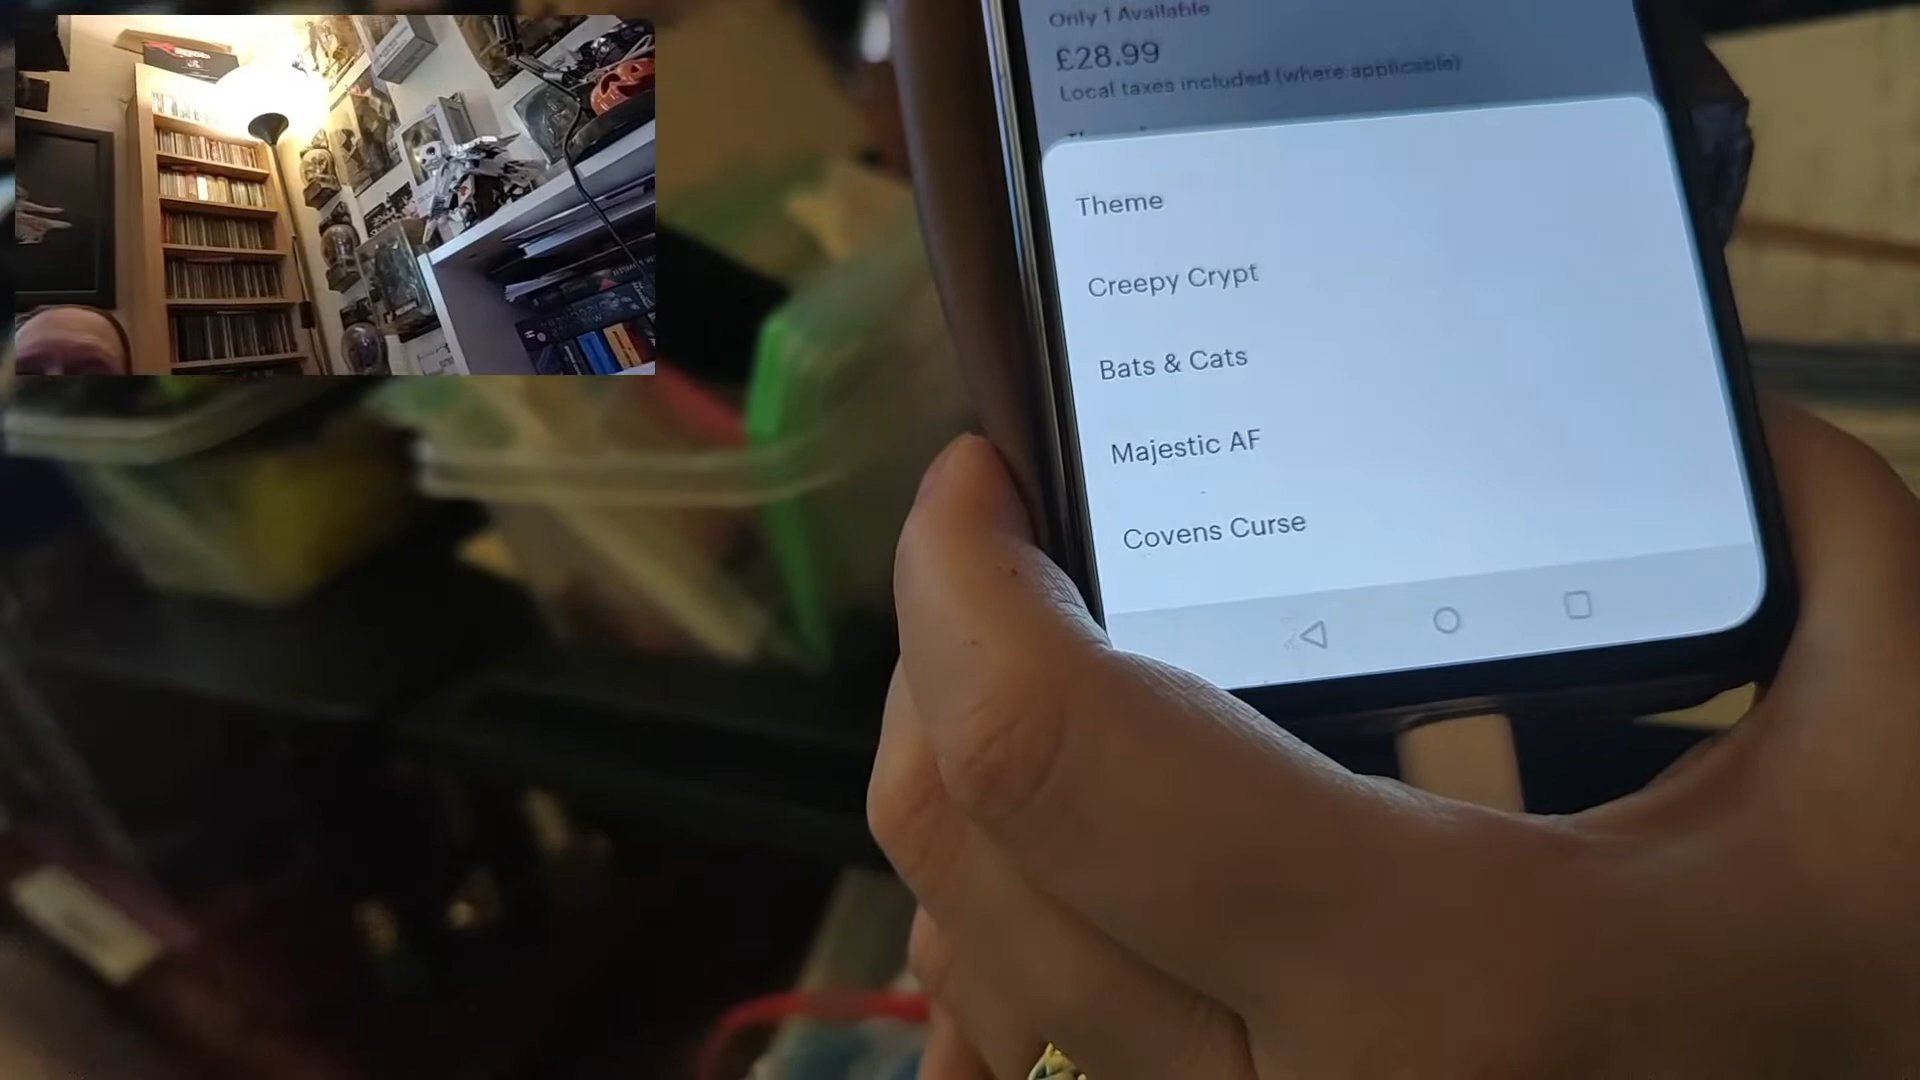 Only 1 Available
£28.99
Local taxes included (where applicable)
Theme
Creepy Crypt
Bats & Cats
Majestic AF
Covens Curse